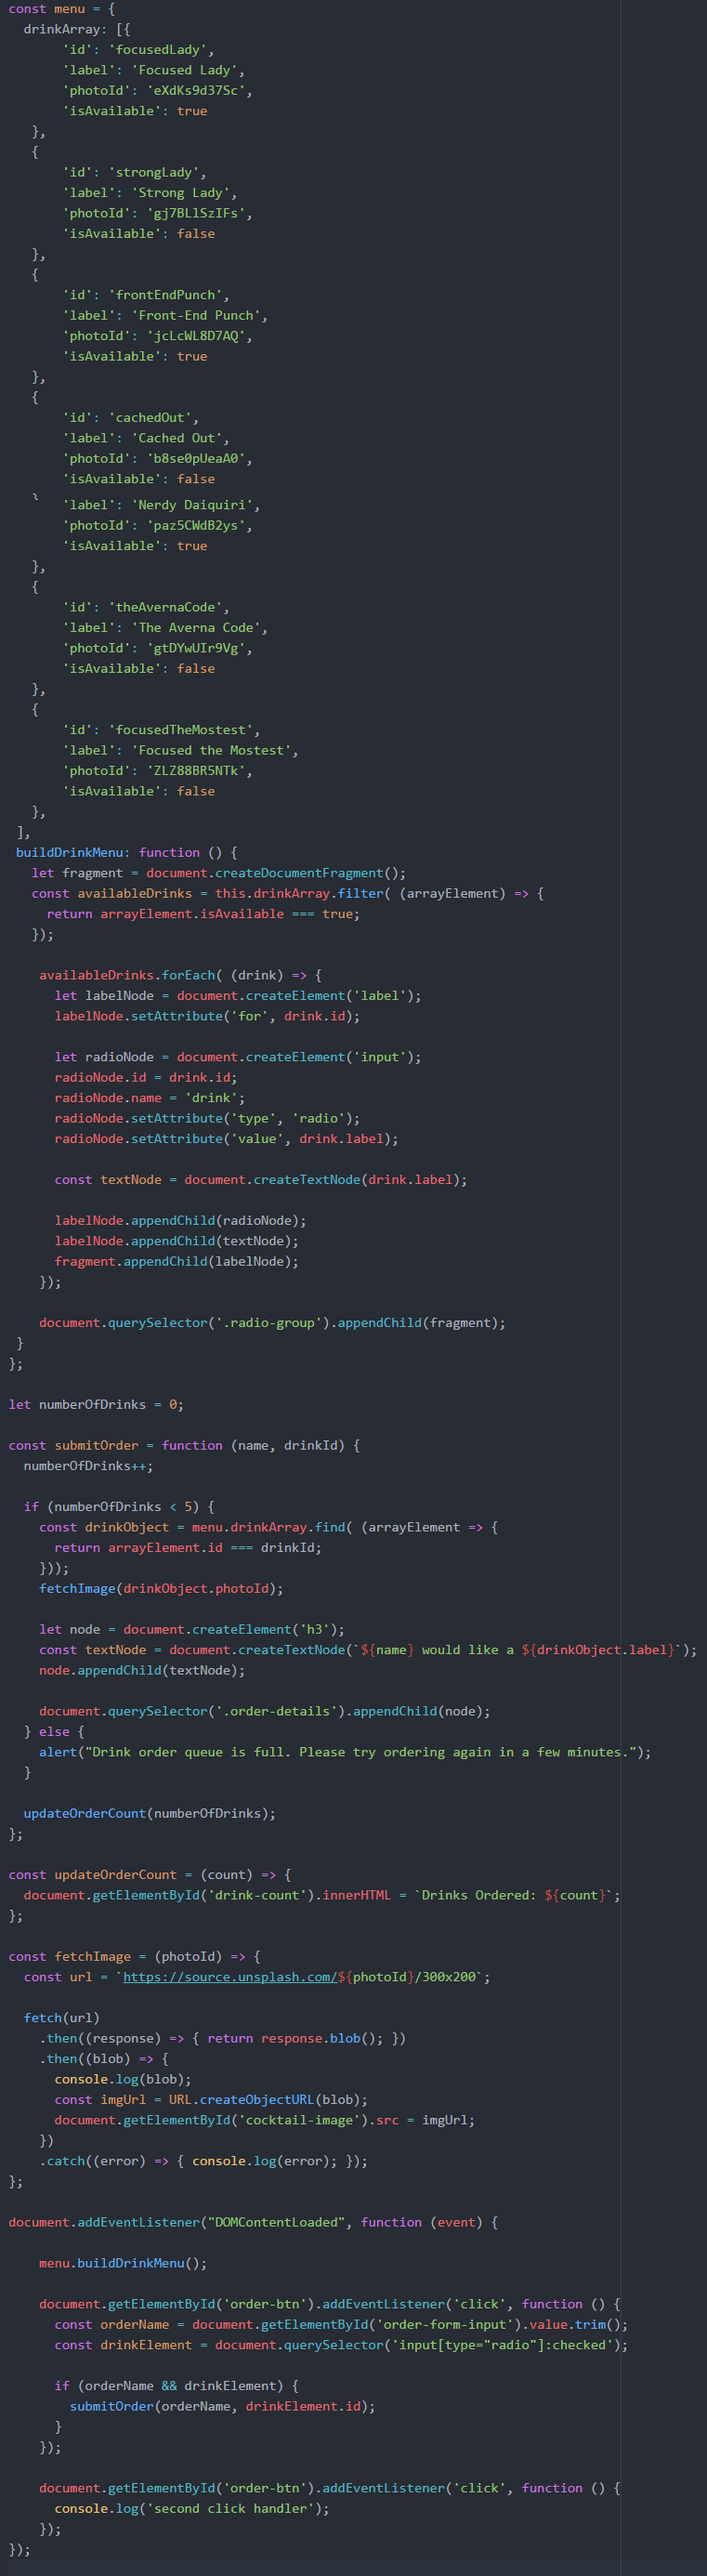 const menu = {
  drinkArray: [{
       'id': 'focusedLady',
       'label': 'Focused Lady',
       'photoId': 'eXdKs9d37Sc',
       'isAvailable': true
   },
   {
       'id': 'strongLady',
       'label': 'Strong Lady',
       'photoId': 'gj7BLlSzIFs',
       'isAvailable': false
   },
   {
       'id': 'frontEndPunch',
       'label': 'Front-End Punch',
       'photoId': 'jcLcWL8D7AQ',
       'isAvailable': true
   },
   {
       'id': 'cachedOut',
       'label': 'Cached Out',
       'photoId': 'b8se0pUeaA0',
       'isAvailable': false
       'label': 'Nerdy Daiquiri',
       'photoId': 'paz5CWdB2ys',
       'isAvailable': true
   },
   {
       'id': 'theAvernaCode',
       'label': 'The Averna Code',
       'photoId': 'gtDYwUIr9Vg',
       'isAvailable': false
   },
   {
       'id': 'focusedTheMostest',
       'label': 'Focused the Mostest',
       'photoId': 'ZLZ88BR5NTk',
       'isAvailable': false
   },
 ],
 buildDrinkMenu: function () {
   let fragment = document.createDocumentFragment();
   const availableDrinks = this.drinkArray.filter( (arrayElement) => {
     return arrayElement.isAvailable === true;
   });

    availableDrinks.forEach( (drink) => {
      let labelNode = document.createElement('label');
      labelNode.setAttribute('for', drink.id);

      let radioNode = document.createElement('input');
      radioNode.id = drink.id;
      radioNode.name = 'drink';
      radioNode.setAttribute('type', 'radio');
      radioNode.setAttribute('value', drink.label);

      const textNode = document.createTextNode(drink.label);

      labelNode.appendChild(radioNode);
      labelNode.appendChild(textNode);
      fragment.appendChild(labelNode);
    });

    document.querySelector('.radio-group').appendChild(fragment);
 }
};

let numberOfDrinks = 0;

const submitOrder = function (name, drinkId) {
  numberOfDrinks++;

  if (numberOfDrinks < 5) {
    const drinkObject = menu.drinkArray.find( (arrayElement => {
      return arrayElement.id === drinkId;
    }));
    fetchImage(drinkObject.photoId);

    let node = document.createElement('h3');
    const textNode = document.createTextNode(`${name} would like a ${drinkObject.label}`);
    node.appendChild(textNode);

    document.querySelector('.order-details').appendChild(node);
  } else {
    alert("Drink order queue is full. Please try ordering again in a few minutes.");
  }

  updateOrderCount(numberOfDrinks);
};

const updateOrderCount = (count) => {
  document.getElementById('drink-count').innerHTML = `Drinks Ordered: ${count}`;
};

const fetchImage = (photoId) => {
  const url = `https://source.unsplash.com/${photoId}/300x200`;

  fetch(url)
    .then((response) => { return response.blob(); })
    .then((blob) => {
      console.log(blob);
      const imgUrl = URL.createObjectURL(blob);
      document.getElementById('cocktail-image').src = imgUrl;
    })
    .catch((error) => { console.log(error); });
};

document.addEventListener("DOMContentLoaded", function (event) {

    menu.buildDrinkMenu();

    document.getElementById('order-btn').addEventListener('click', function () {
      const orderName = document.getElementById('order-form-input').value.trim();
      const drinkElement = document.querySelector('input[type="radio"]:checked');

      if (orderName && drinkElement) {
        submitOrder(orderName, drinkElement.id);
      }
    });

    document.getElementById('order-btn').addEventListener('click', function () {
      console.log('second click handler');
    });
});